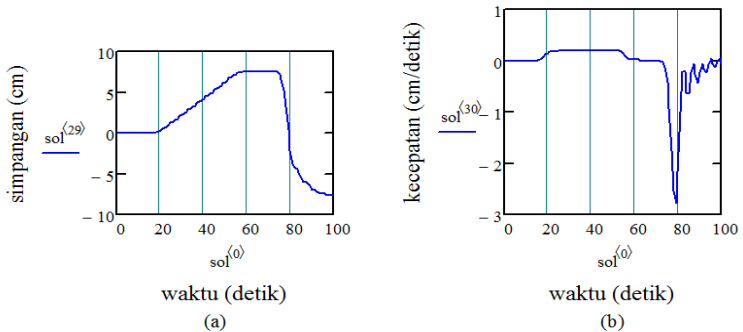 simpangan (cm)
sol⟨29⟩
10
5
0
−5
−10
0 20 40 60 80 100
sol⟨0⟩
waktu (detik)
(a)
kecepatan (cm/detik)
sol⟨30⟩
1
0
−1
−2
−3
0 20 40 60 80 100
sol⟨0⟩
waktu (detik)
(b)